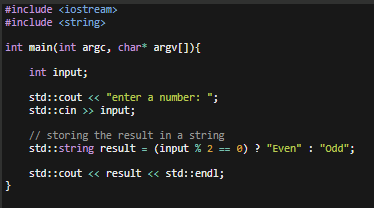 #include <iostream>
#include <string>
int main(int argc, char* argv[]){
int input;
std::cout << "enter a number: ";
std::cin >> input;
// storing the result in a string
std::string result = (input % 2 == 0) ? "Even" : "Odd";
std::cout << result << std::endl;
}